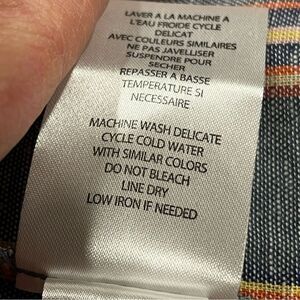 LAVER A LA MACHINE A
L'EAU FROIDE CYCLE
DELICAT
AVEC COULEURS SIMILAIRES
NE PAS JAVELLISER
SUSPENDRE POUR
SECHER
REPASSER A BASSE
TEMPERATURE SI
NECESSAIRE
MACHINE WASH DELICATE
CYCLE COLD WATER
WITH SIMILAR COLORS
DO NOT BLEACH
LINE DRY
LOW IRON IF NEEDED